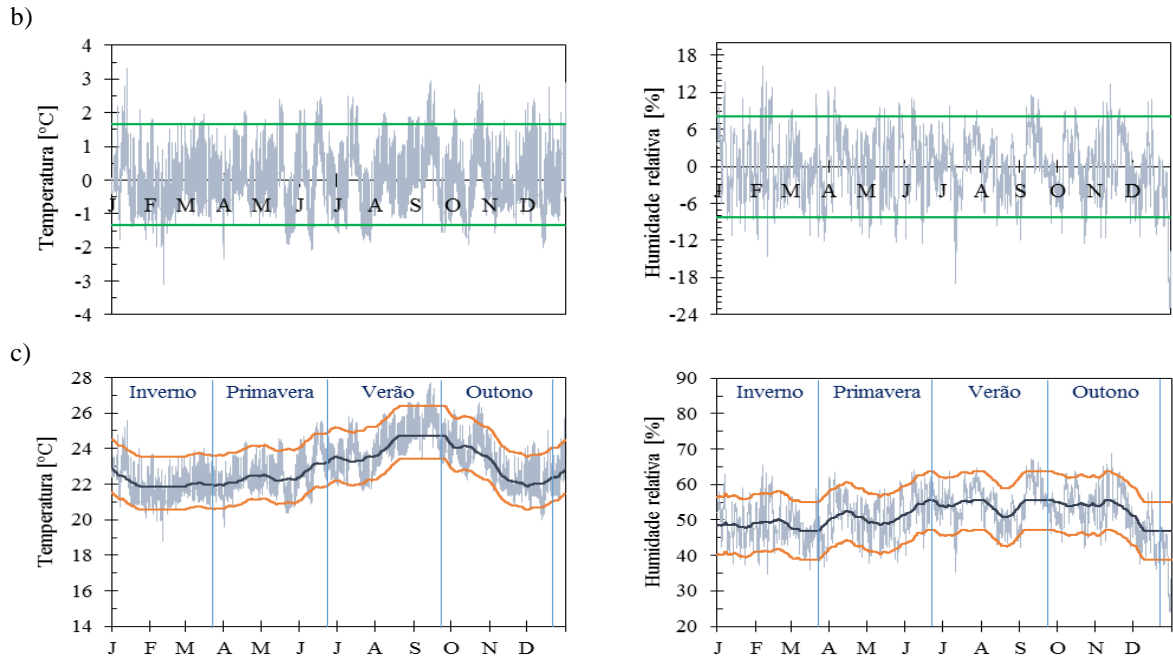 b)
Temperatura [ºC]
4
3
2
1
0
-1
-2
-3
-4
J F M A M J J A S O N D
Humidade relativa [%]
18
12
6
0
-6
-12
-18
-24
J F M A M J J A S O N D
c)
Temperatura [ºC]
28
26
24
22
20
18
16
14
Inverno Primavera Verão Outono
J F M A M J J A S O N D
Humidade relativa [%]
90
80
70
60
50
40
30
20
Inverno Primavera Verão Outono
J F M A M J J A S O N D